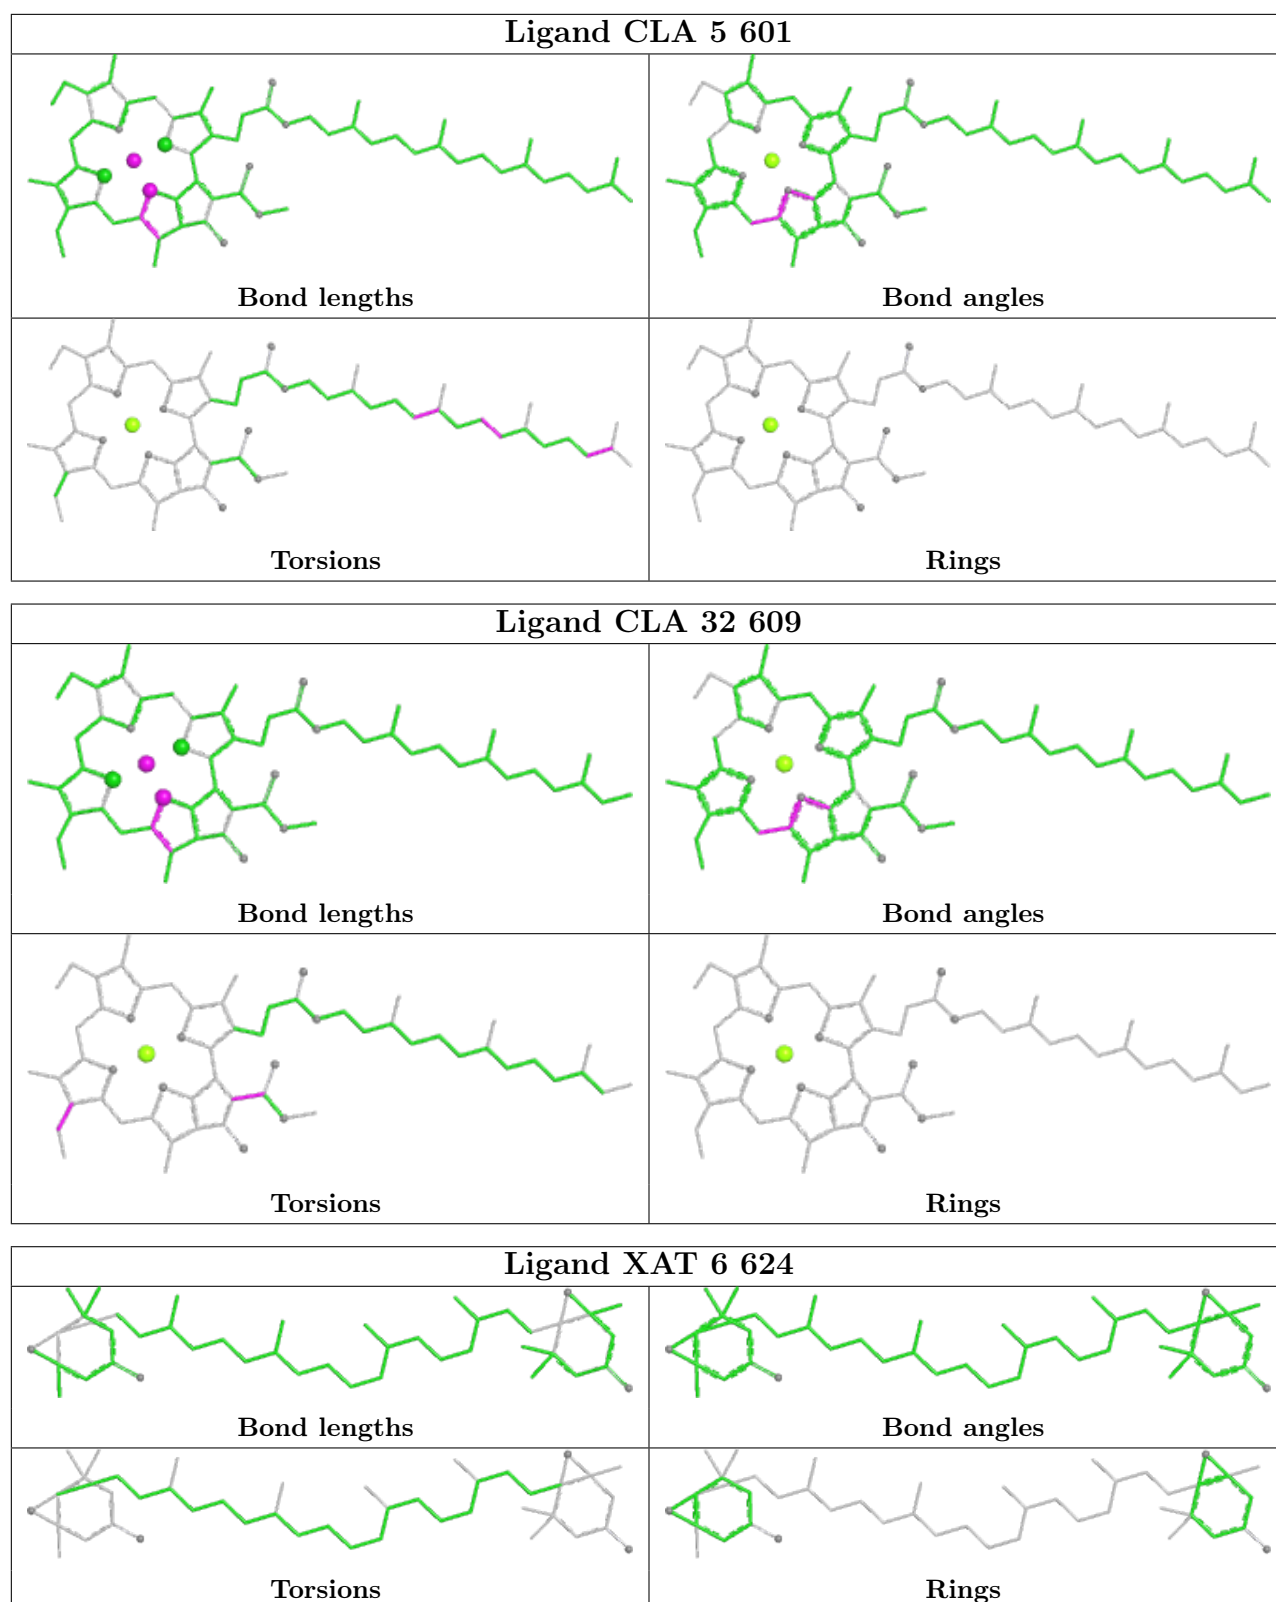 Ligand CLA 5 601
Bond lengths
Bond angles
Torsions
Rings
Ligand CLA 32 609
Bond lengths
Bond angles
Torsions
Rings
Ligand XAT 6 624
Bond lengths
Bond angles
Torsions
Rings